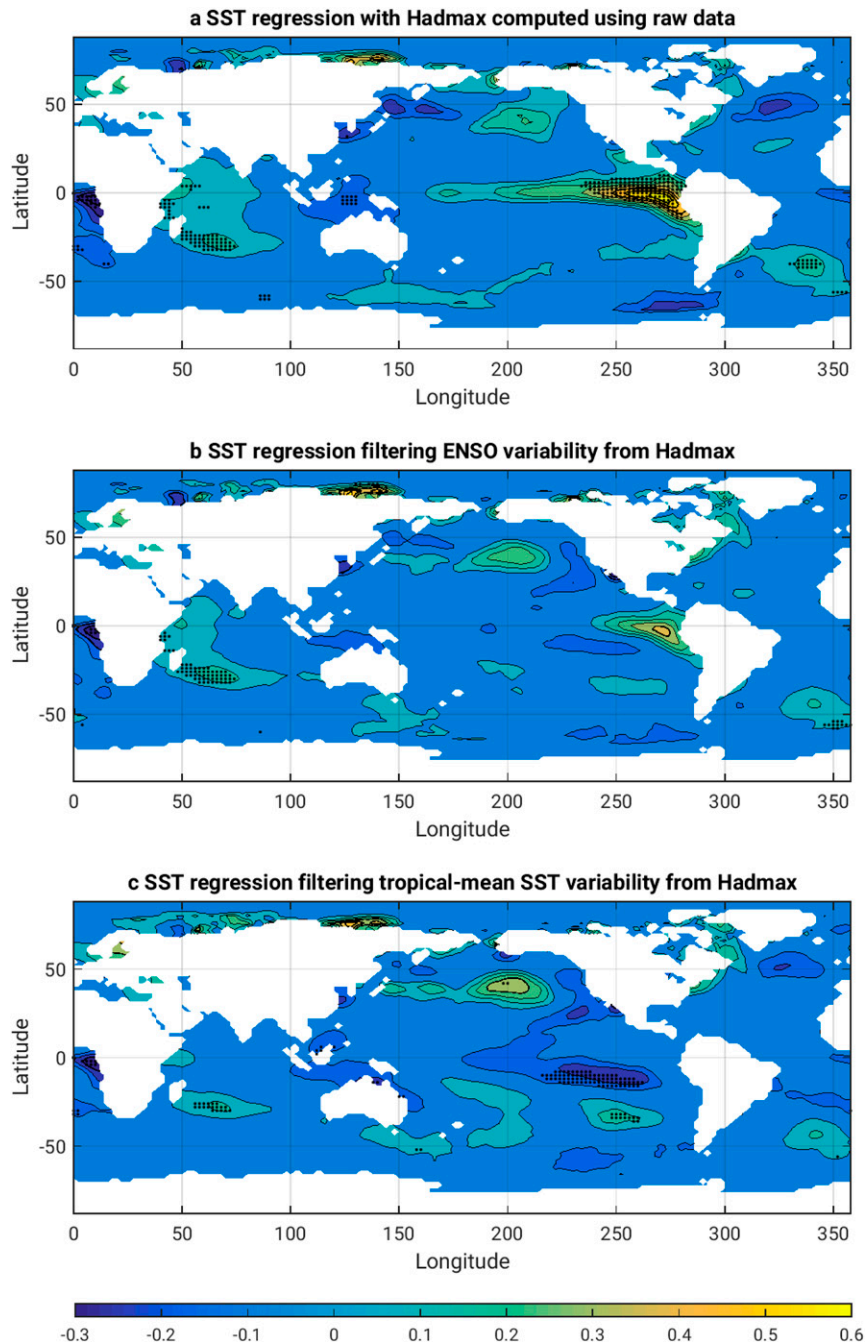 a SST regression with Hadmax computed using raw data
50
0
-50
Latitude
0 50 100 150 200 250 300 350
Longitude
b SST regression filtering ENSO variability from Hadmax
50
0
-50
Latitude
0 50 100 150 200 250 300 350
Longitude
c SST regression filtering tropical-mean SST variability from Hadmax
50
0
-50
Latitude
0 50 100 150 200 250 300 350
Longitude
-0.3 -0.2 -0.1 0 0.1 0.2 0.3 0.4 0.5 0.6